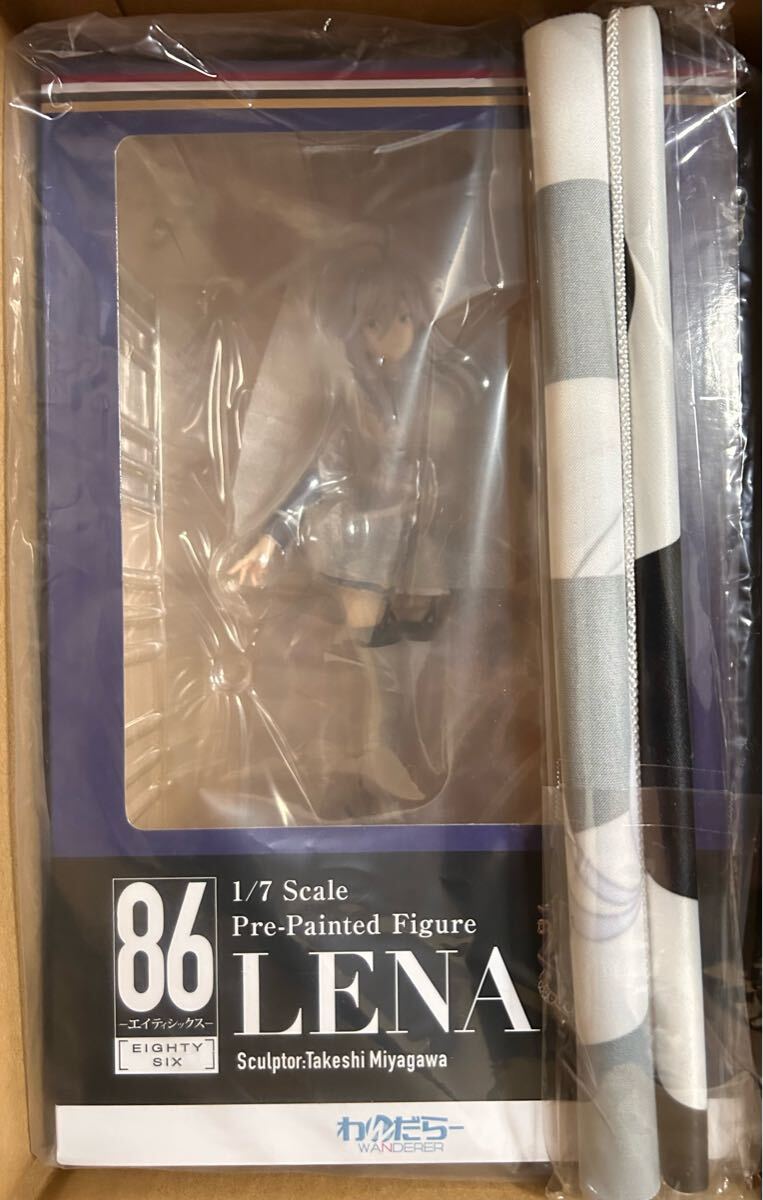 86
-エイティシックス-
EIGHTY
SIX
1/7 Scale
Pre-Painted Figure
LENA
Sculptor:Takeshi Miyagawa
わんだらー
WANDERER